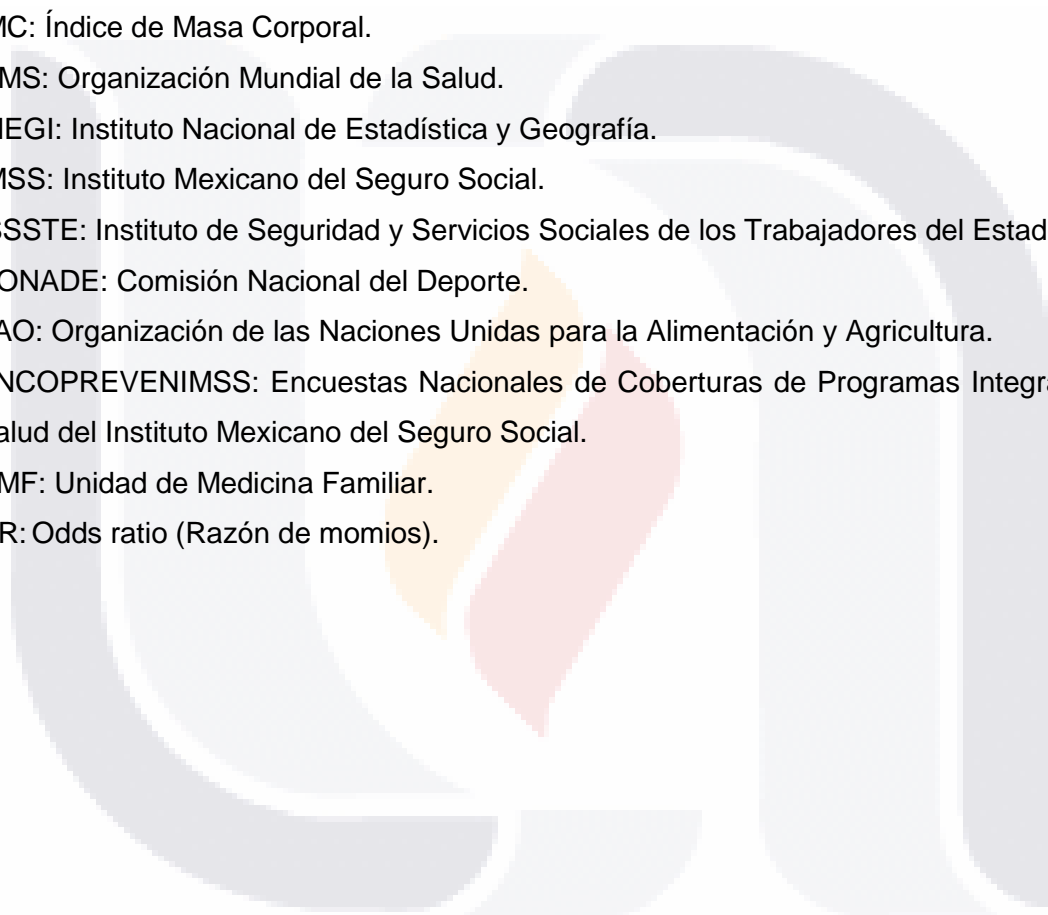 MC: Índice de Masa Corporal.
MS: Organización Mundial de la Salud.
NEGI: Instituto Nacional de Estadística y Geografía.
MSS: Instituto Mexicano del Seguro Social.
SSSTE: Instituto de Seguridad y Servicios Sociales de los Trabajadores del Estad
ONADE: Comisión Nacional del Deporte.
AO: Organización de las Naciones Unidas para la Alimentación y Agricultura.
NCOPREVENIMSS: Encuestas Nacionales de Coberturas de Programas Integra
alud del Instituto Mexicano del Seguro Social.
MF: Unidad de Medicina Familiar.
R: Odds ratio (Razón de momios).